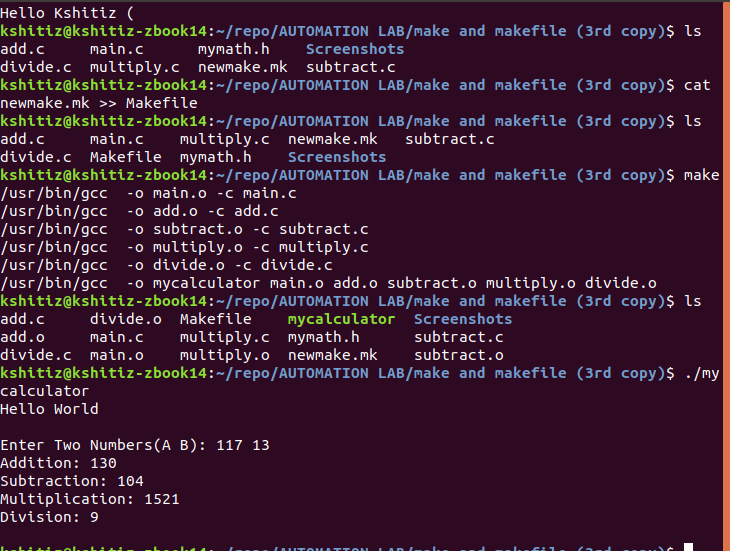 Hello Kshitiz (
kshitiz@kshitiz-zbook14:~/repo/AUTOMATION LAB/make and makefile (3rd copy)$ ls
add.c     main.c      mymath.h    Screenshots
divide.c  multiply.c  newmake.mk  subtract.c
kshitiz@kshitiz-zbook14:~/repo/AUTOMATION LAB/make and makefile (3rd copy)$ cat
newmake.mk >> Makefile
kshitiz@kshitiz-zbook14:~/repo/AUTOMATION LAB/make and makefile (3rd copy)$ ls
add.c     main.c    multiply.c  newmake.mk   subtract.c
divide.c  Makefile  mymath.h    Screenshots
kshitiz@kshitiz-zbook14:~/repo/AUTOMATION LAB/make and makefile (3rd copy)$ make
/usr/bin/gcc  -o main.o -c main.c
/usr/bin/gcc  -o add.o -c add.c
/usr/bin/gcc  -o subtract.o -c subtract.c
/usr/bin/gcc  -o multiply.o -c multiply.c
/usr/bin/gcc  -o divide.o -c divide.c
/usr/bin/gcc  -o mycalculator main.o add.o subtract.o multiply.o divide.o
kshitiz@kshitiz-zbook14:~/repo/AUTOMATION LAB/make and makefile (3rd copy)$ ls
add.c     divide.o  Makefile    mycalculator  Screenshots
add.o     main.c    multiply.c  mymath.h      subtract.c
divide.c  main.o    multiply.o  newmake.mk    subtract.o
kshitiz@kshitiz-zbook14:~/repo/AUTOMATION LAB/make and makefile (3rd copy)$ ./my
calculator
Hello World
Enter Two Numbers(A B): 117 13
Addition: 130
Subtraction: 104
Multiplication: 1521
Division: 9
kshitiz@kshitiz-zbook14:~/repo/AUTOMATION LAB/make and makefile (3rd copy)$